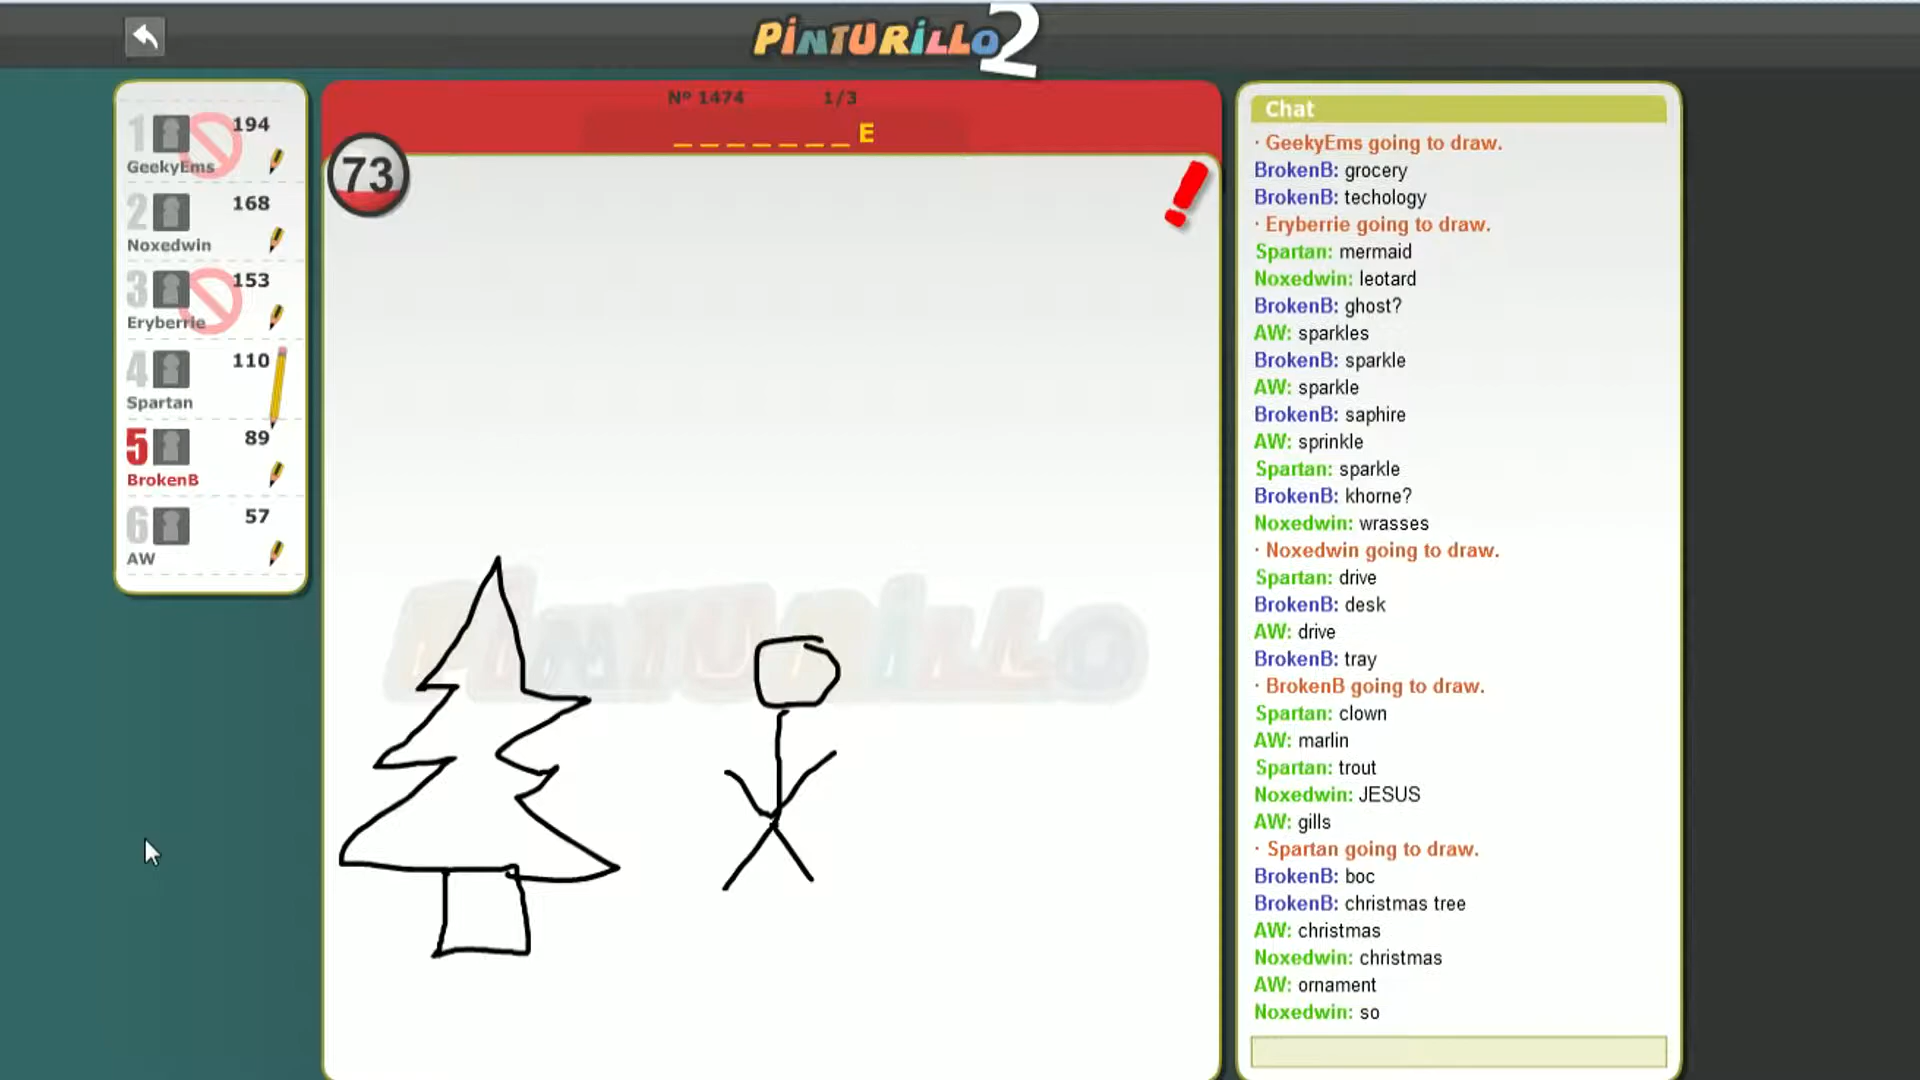 PiNTURiLLo2
1 194
GeekyEms
2 168
Noxedwin
3 153
Eryberrie
4 110
Spartan
5 89
BrokenB
6 57
AW
Nº 1474 1/3
_ _ _ _ _ _ _ E
73
!
PiNTURiLLo
Chat
· GeekyEms going to draw.
BrokenB: grocery
BrokenB: techology
· Eryberrie going to draw.
Spartan: mermaid
Noxedwin: leotard
BrokenB: ghost?
AW: sparkles
BrokenB: sparkle
AW: sparkle
BrokenB: saphire
AW: sprinkle
Spartan: sparkle
BrokenB: khorne?
Noxedwin: wrasses
· Noxedwin going to draw.
Spartan: drive
BrokenB: desk
AW: drive
BrokenB: tray
· BrokenB going to draw.
Spartan: clown
AW: marlin
Spartan: trout
Noxedwin: JESUS
AW: gills
· Spartan going to draw.
BrokenB: boc
BrokenB: christmas tree
AW: christmas
Noxedwin: christmas
AW: ornament
Noxedwin: so